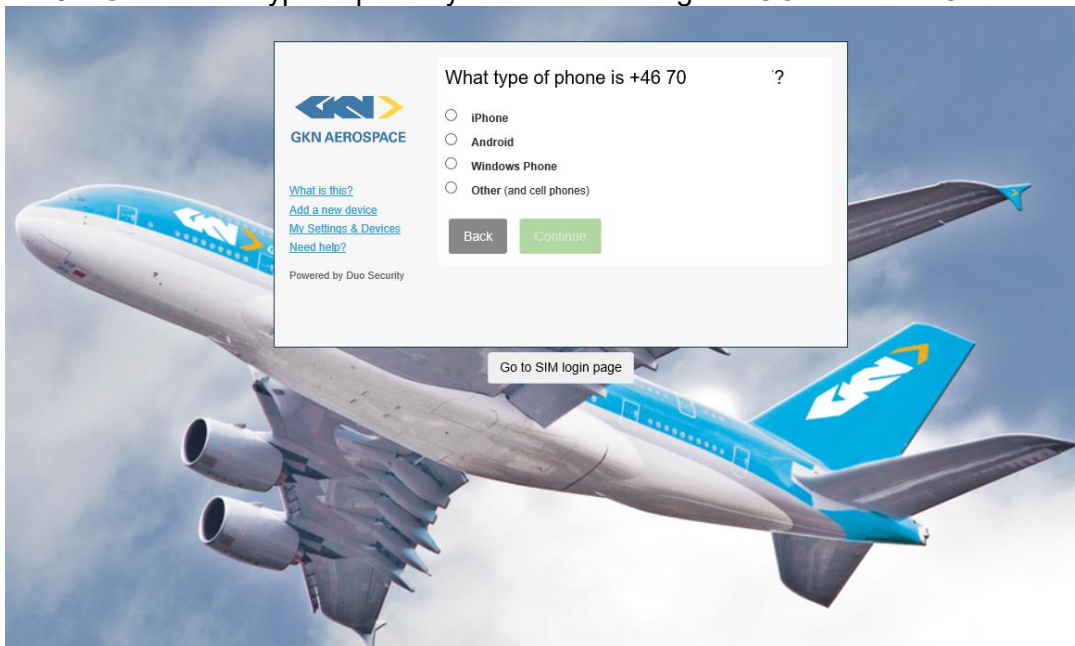 What type of phone is +46 70 ?
iPhone
Android
Windows Phone
Other (and cell phones)
Back
Continue
GKN AEROSPACE
What is this?
Add a new device
My Settings & Devices
Need help?
Powered by Duo Security
Go to SIM login page
GKN
GKN